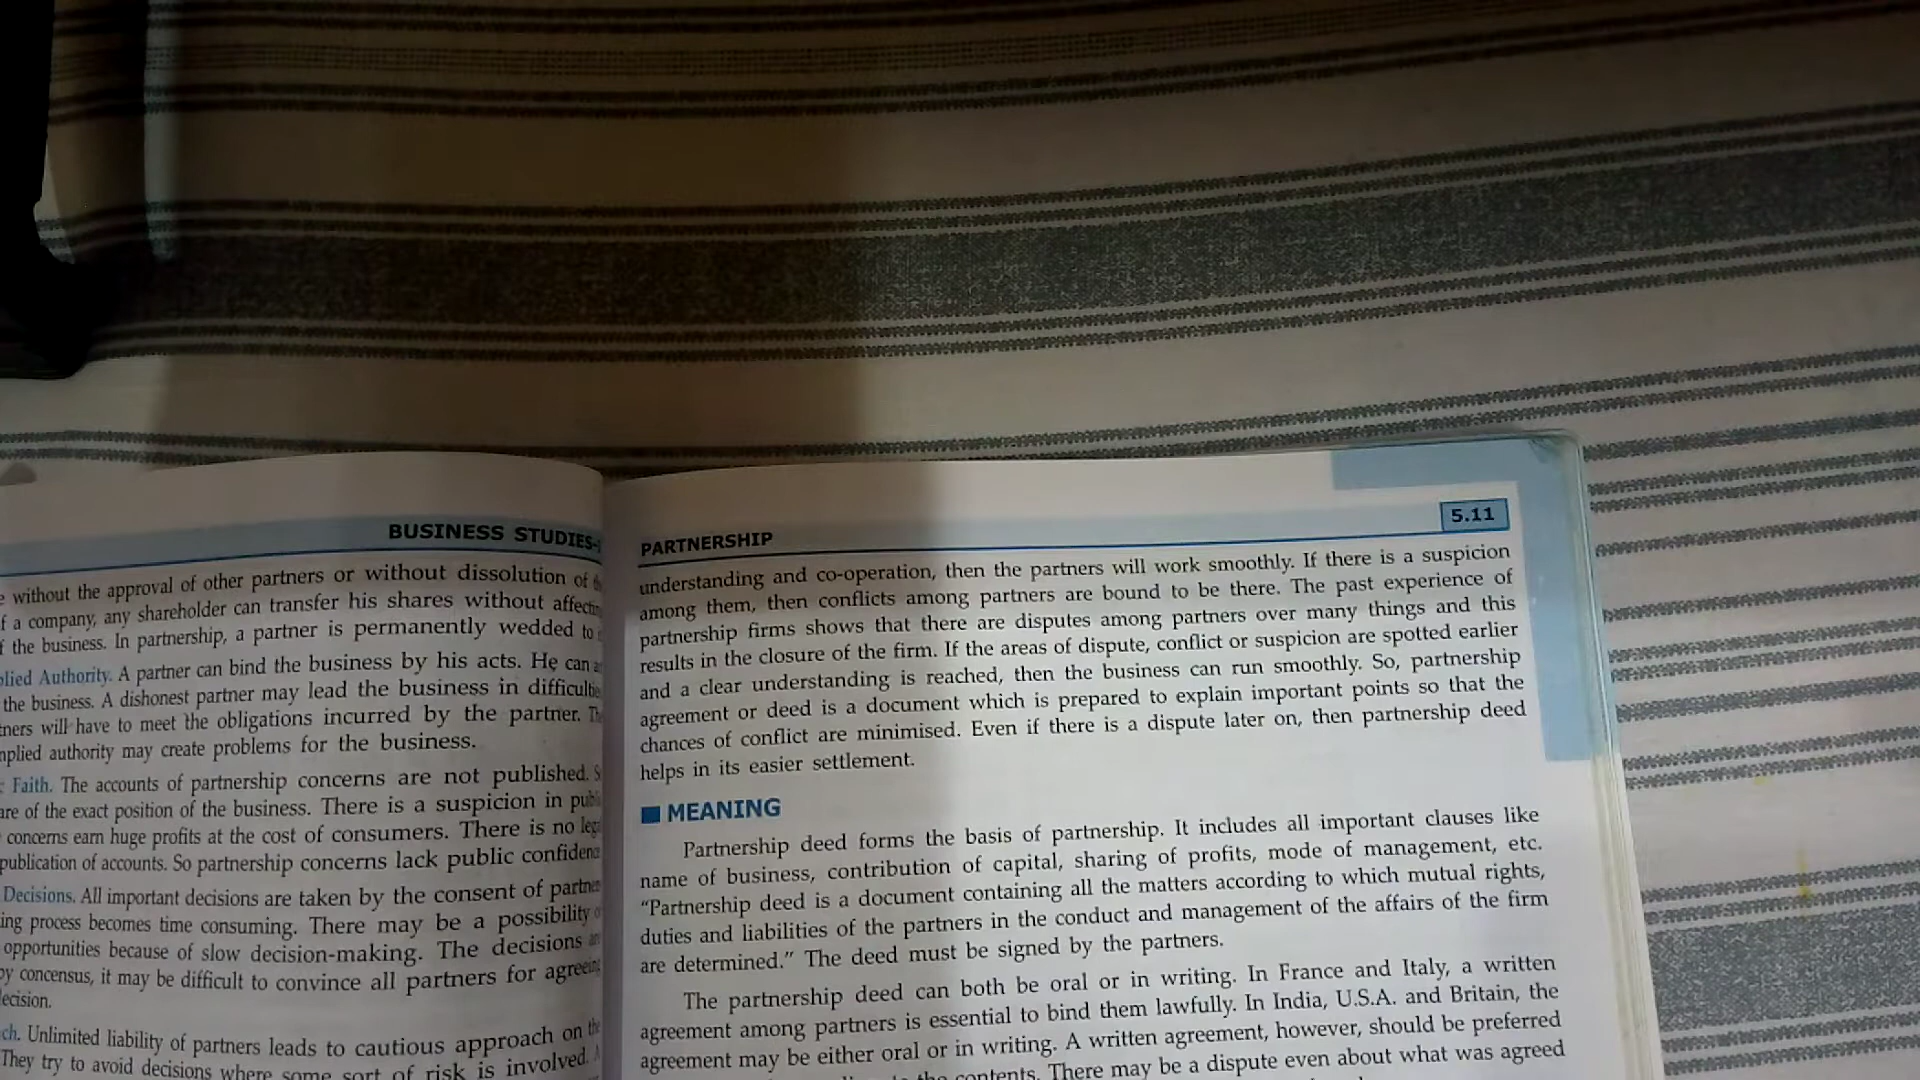 BUSINESS STUDIES-
without the approval of other partners or without dissolution of
f a company, any shareholder can transfer his shares without affectin
f the business. In partnership, a partner is permanently wedded to
plied Authority. A partner can bind the business by his acts. He can a
the business. A dishonest partner may lead the business in difficultie
tners will have to meet the obligations incurred by the partner. Th
mplied authority may create problems for the business.
Faith. The accounts of partnership concerns are not published. S
are of the exact position of the business. There is a suspicion in publi
concerns earn huge profits at the cost of consumers. There is no lega
publication of accounts. So partnership concerns lack public confidenc
Decisions. All important decisions are taken by the consent of partne
ing process becomes time consuming. There may be a possibility o
opportunities because of slow decision-making. The decisions ar
by concensus, it may be difficult to convince all partners for agreeing
decision.
ch. Unlimited liability of partners leads to cautious approach on the
They try to avoid decisions where some sort of risk is involved.
PARTNERSHIP 5.11
understanding and co-operation, then the partners will work smoothly. If there is a suspicion
among them, then conflicts among partners are bound to be there. The past experience of
partnership firms shows that there are disputes among partners over many things and this
results in the closure of the firm. If the areas of dispute, conflict or suspicion are spotted earlier
and a clear understanding is reached, then the business can run smoothly. So, partnership
agreement or deed is a document which is prepared to explain important points so that the
chances of conflict are minimised. Even if there is a dispute later on, then partnership deed
helps in its easier settlement.
MEANING
Partnership deed forms the basis of partnership. It includes all important clauses like
name of business, contribution of capital, sharing of profits, mode of management, etc.
“Partnership deed is a document containing all the matters according to which mutual rights,
duties and liabilities of the partners in the conduct and management of the affairs of the firm
are determined.” The deed must be signed by the partners.
The partnership deed can both be oral or in writing. In France and Italy, a written
agreement among partners is essential to bind them lawfully. In India, U.S.A. and Britain, the
agreement may be either oral or in writing. A written agreement, however, should be preferred
the contents. There may be a dispute even about what was agreed